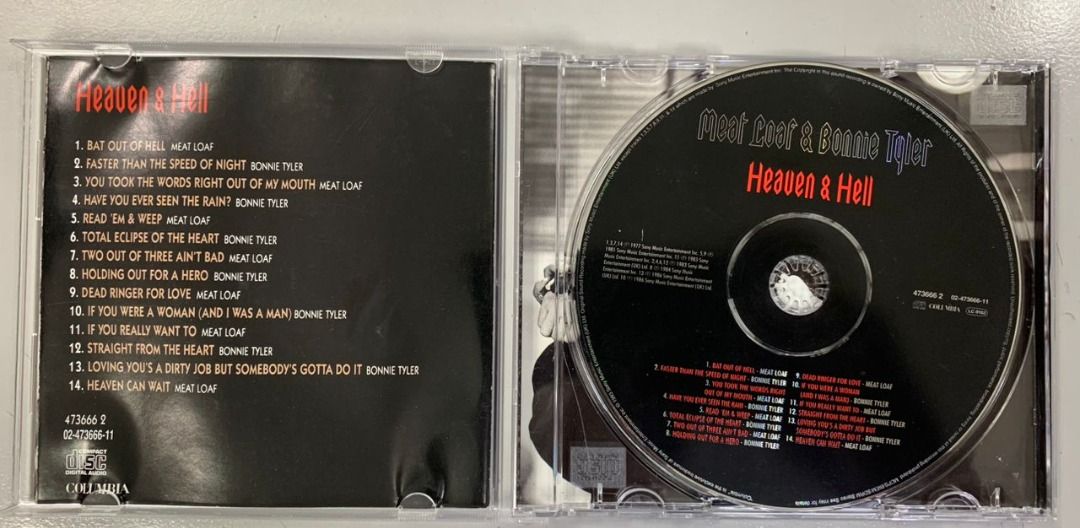 Heaven & Hell
1. BAT OUT OF HELL MEAT LOAF
2. FASTER THAN THE SPEED OF NIGHT BONNIE TYLER
3. YOU TOOK THE WORDS RIGHT OUT OF MY MOUTH MEAT LOAF
4. HAVE YOU EVER SEEN THE RAIN? BONNIE TYLER
5. READ 'EM & WEEP MEAT LOAF
6. TOTAL ECLIPSE OF THE HEART BONNIE TYLER
7. TWO OUT OF THREE AIN'T BAD MEAT LOAF
8. HOLDING OUT FOR A HERO BONNIE TYLER
9. DEAD RINGER FOR LOVE MEAT LOAF
10. IF YOU WERE A WOMAN (AND I WAS A MAN) BONNIE TYLER
11. IF YOU REALLY WANT TO MEAT LOAF
12. STRAIGHT FROM THE HEART BONNIE TYLER
13. LOVING YOU'S A DIRTY JOB BUT SOMEBODY'S GOTTA DO IT BONNIE TYLER
14. HEAVEN CAN WAIT MEAT LOAF
473666 2
02-473666-11
COMPACT
disc
DIGITAL AUDIO
COLUMBIA
Meat Loaf & Bonnie Tyler
Heaven & Hell
473666 2 02-473666-11
COLUMBIA
1. BAT OUT OF HELL - MEAT LOAF
2. FASTER THAN THE SPEED OF NIGHT - BONNIE TYLER
3. YOU TOOK THE WORDS RIGHT
OUT OF MY MOUTH - MEAT LOAF
4. HAVE YOU EVER SEEN THE RAIN - BONNIE TYLER
5. READ 'EM & WEEP - MEAT LOAF
6. TOTAL ECLIPSE OF THE HEART - BONNIE TYLER
7. TWO OUT OF THREE AIN'T BAD - MEAT LOAF
8. HOLDING OUT FOR A HERO - BONNIE TYLER
9. DEAD RINGER FOR LOVE - MEAT LOAF
10. IF YOU WERE A WOMAN
(AND I WAS A MAN) - BONNIE TYLER
11. IF YOU REALLY WANT TO - MEAT LOAF
12. STRAIGHT FROM THE HEART - BONNIE TYLER
13. LOVING YOU'S A DIRTY JOB BUT
SOMEBODY'S GOTTA DO IT - BONNIE TYLER
14. HEAVEN CAN WAIT - MEAT LOAF